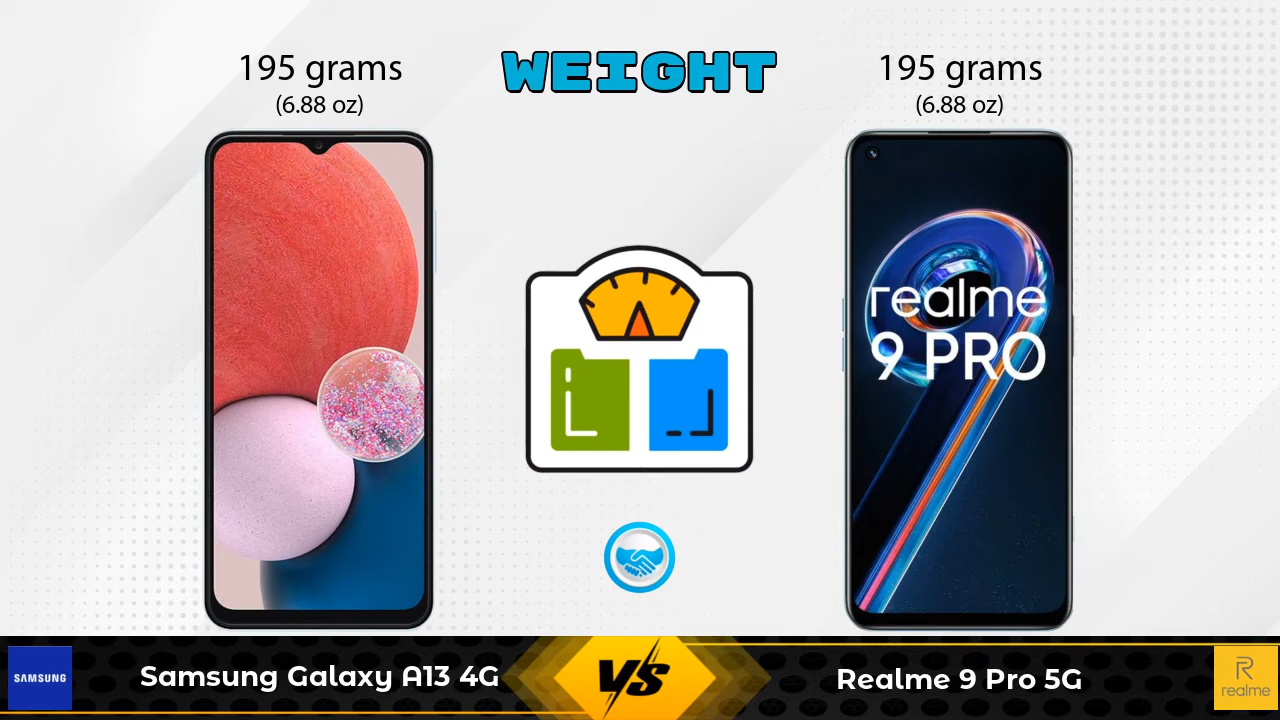 WEIGHT
195 grams
(6.88 oz)
195 grams
(6.88 oz)
realme
9 PRO
SAMSUNG
Samsung Galaxy A13 4G
VS
Realme 9 Pro 5G
R
realme